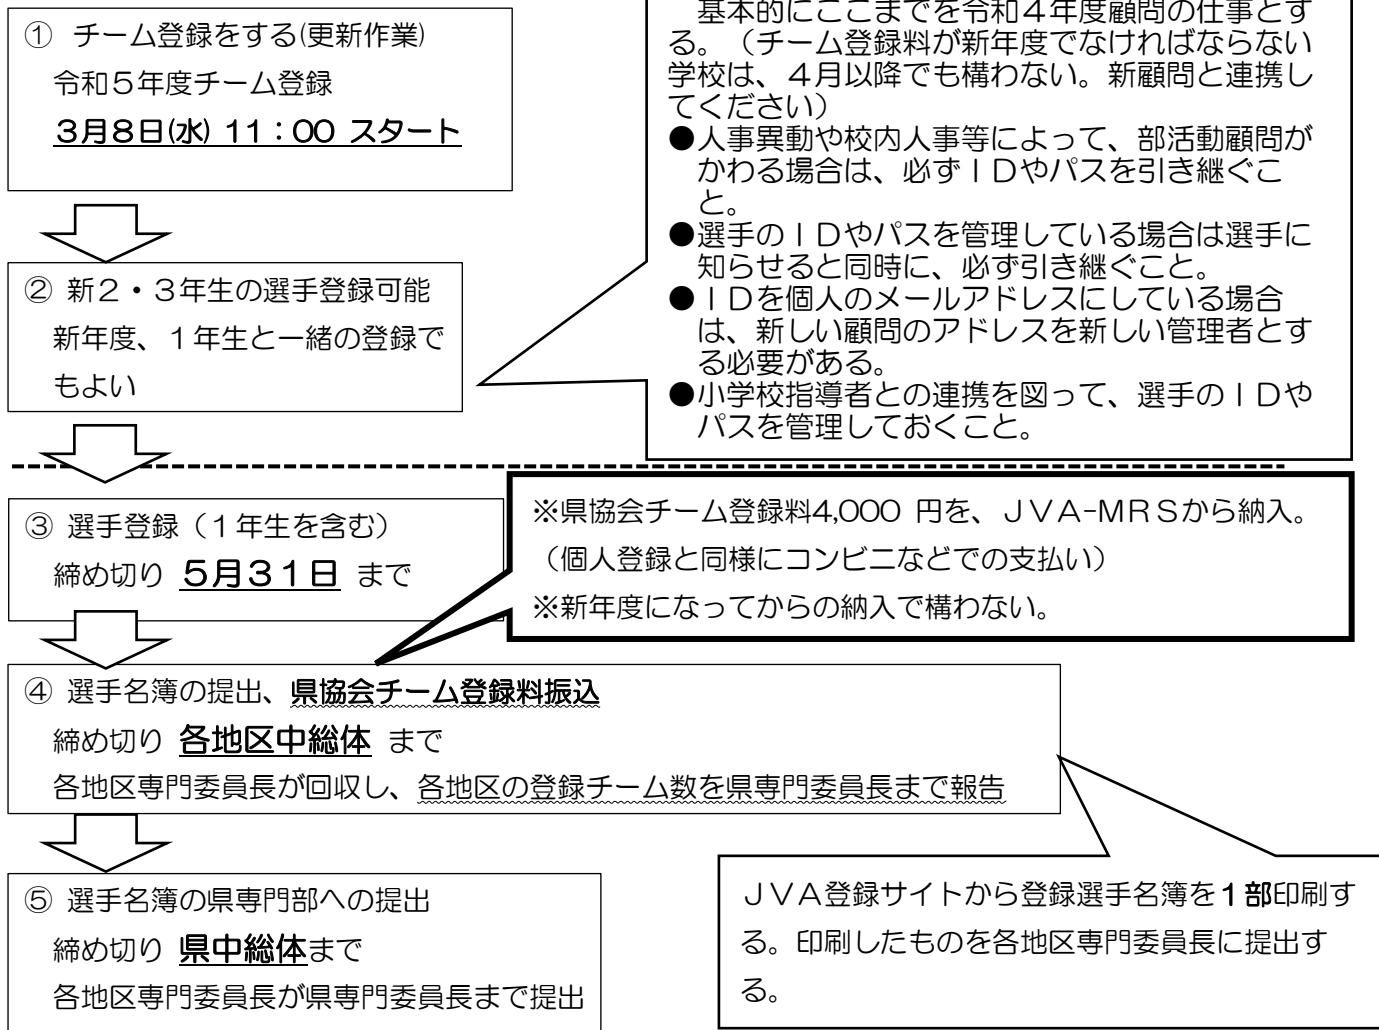 ① チーム登録をする(更新作業)
令和５年度チーム登録
３月８日(水) 11：00 スタート
基本的にここまでを令和４年度顧問の仕事とす
る。（チーム登録料が新年度でなければならない
学校は、４月以降でも構わない。新顧問と連携し
てください）
●人事異動や校内人事等によって、部活動顧問が
かわる場合は、必ずＩＤやパスを引き継ぐこ
と。
●選手のＩＤやパスを管理している場合は選手に
知らせると同時に、必ず引き継ぐこと。
●ＩＤを個人のメールアドレスにしている場合
は、新しい顧問のアドレスを新しい管理者とす
る必要がある。
●小学校指導者との連携を図って、選手のＩＤや
パスを管理しておくこと。
② 新２・３年生の選手登録可能
新年度、１年生と一緒の登録で
もよい
③ 選手登録（１年生を含む）
締め切り ５月３１日 まで
※県協会チーム登録料4,000 円を、ＪＶＡ-ＭＲＳから納入。
（個人登録と同様にコンビニなどでの支払い）
※新年度になってからの納入で構わない。
④ 選手名簿の提出、県協会チーム登録料振込
締め切り 各地区中総体 まで
各地区専門委員長が回収し、各地区の登録チーム数を県専門委員長まで報告
⑤ 選手名簿の県専門部への提出
締め切り 県中総体まで
各地区専門委員長が県専門委員長まで提出
ＪＶＡ登録サイトから登録選手名簿を１部印刷す
る。印刷したものを各地区専門委員長に提出す
る。